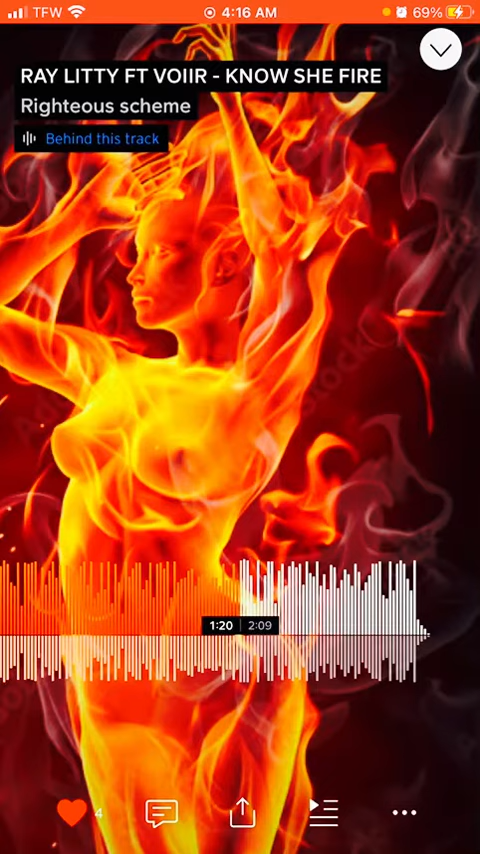 TFW 4:16 AM 69%
RAY LITTY FT VOIIR - KNOW SHE FIRE
Righteous scheme
Behind this track
1:20 2:09
4